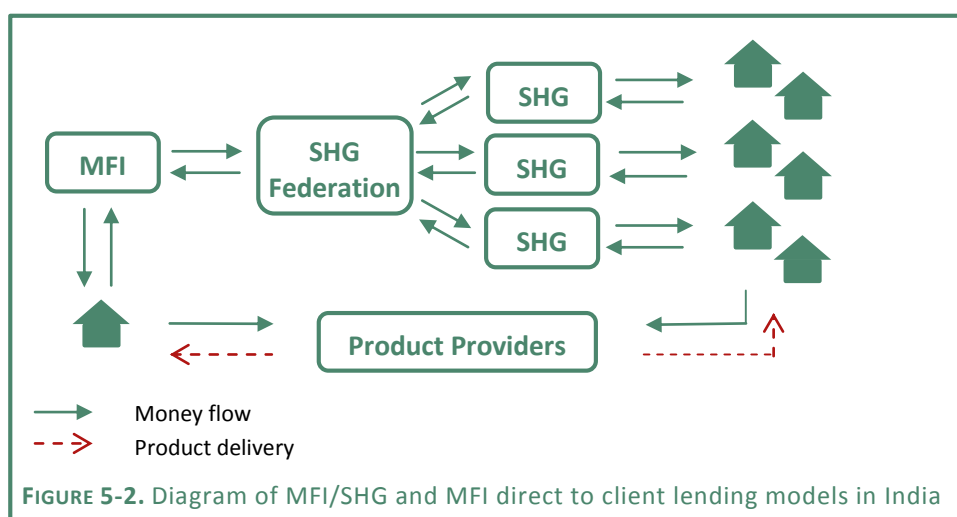 SHG
MFI
SHG
Federation
SHG
SHG
Product Providers
Money flow
Product delivery
FIGURE 5-2. Diagram of MFI/SHG and MFI direct to client lending models in India